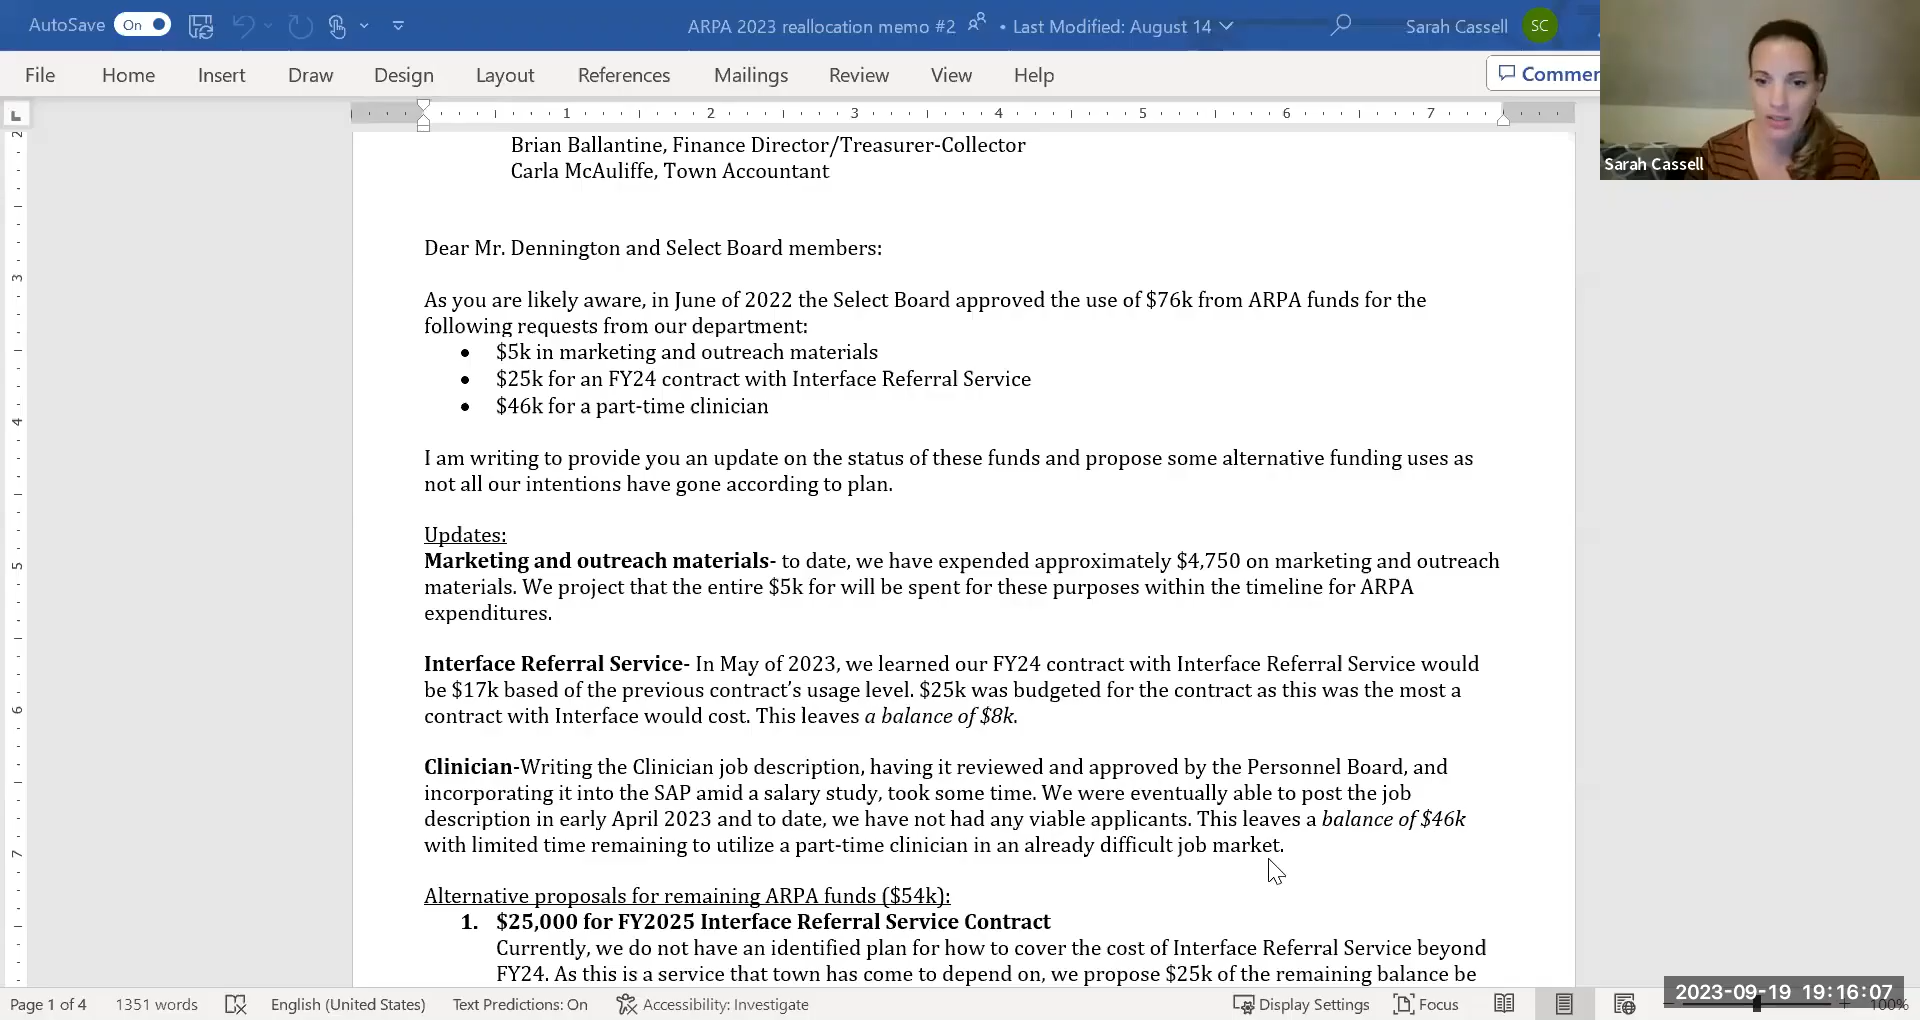 AutoSave On ARPA 2023 reallocation memo #2 • Last Modified: August 14 Sarah Cassell SC
File Home Insert Draw Design Layout References Mailings Review View Help Commen
Sarah Cassell
1 2 3 4 5 6 7
2
3
4
5
6
7
Brian Ballantine, Finance Director/Treasurer-Collector
Carla McAuliffe, Town Accountant
Dear Mr. Dennington and Select Board members:
As you are likely aware, in June of 2022 the Select Board approved the use of $76k from ARPA funds for the
following requests from our department:
• $5k in marketing and outreach materials
• $25k for an FY24 contract with Interface Referral Service
• $46k for a part-time clinician
I am writing to provide you an update on the status of these funds and propose some alternative funding uses as
not all our intentions have gone according to plan.
Updates:
Marketing and outreach materials- to date, we have expended approximately $4,750 on marketing and outreach
materials. We project that the entire $5k for will be spent for these purposes within the timeline for ARPA
expenditures.
Interface Referral Service- In May of 2023, we learned our FY24 contract with Interface Referral Service would
be $17k based of the previous contract’s usage level. $25k was budgeted for the contract as this was the most a
contract with Interface would cost. This leaves a balance of $8k.
Clinician-Writing the Clinician job description, having it reviewed and approved by the Personnel Board, and
incorporating it into the SAP amid a salary study, took some time. We were eventually able to post the job
description in early April 2023 and to date, we have not had any viable applicants. This leaves a balance of $46k
with limited time remaining to utilize a part-time clinician in an already difficult job market.
Alternative proposals for remaining ARPA funds ($54k):
1. $25,000 for FY2025 Interface Referral Service Contract
Currently, we do not have an identified plan for how to cover the cost of Interface Referral Service beyond
FY24. As this is a service that town has come to depend on, we propose $25k of the remaining balance be
Page 1 of 4 1351 words English (United States) Text Predictions: On Accessibility: Investigate Display Settings Focus 100%
2023-09-19 19:16:07